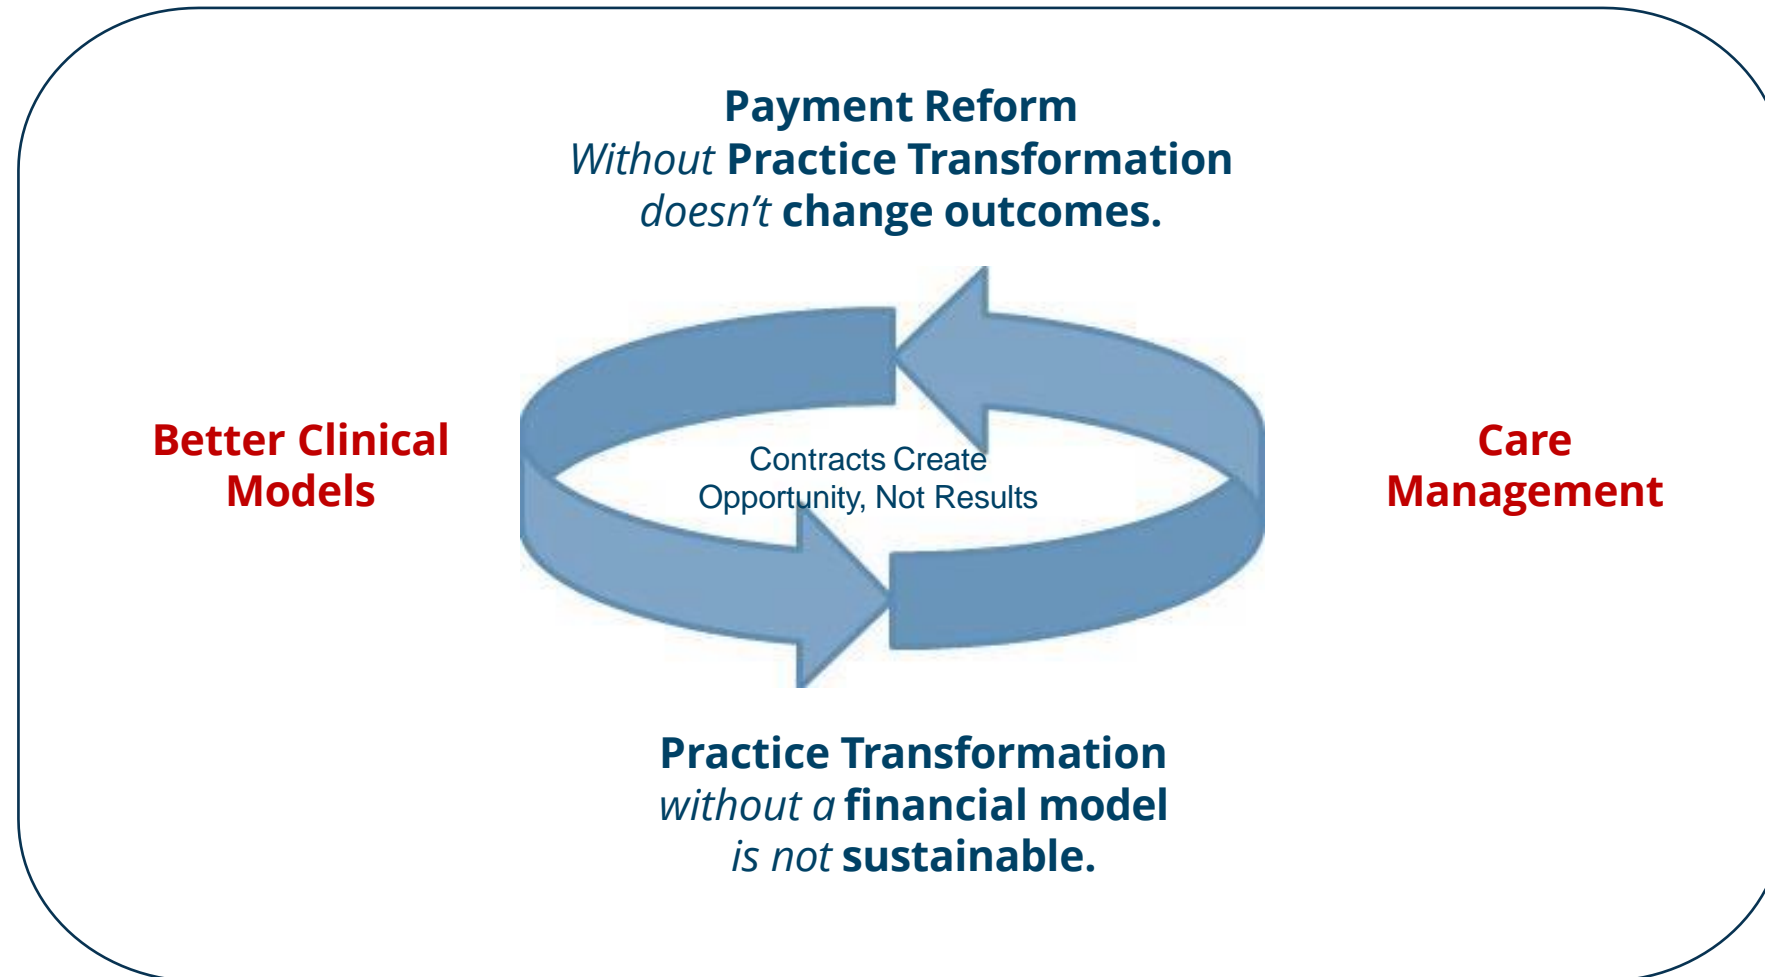 Payment Reform
Without Practice Transformation
doesn’t change outcomes.
Better Clinical
Models
Contracts Create
Opportunity, Not Results
Care
Management
Practice Transformation
without a financial model
is not sustainable.